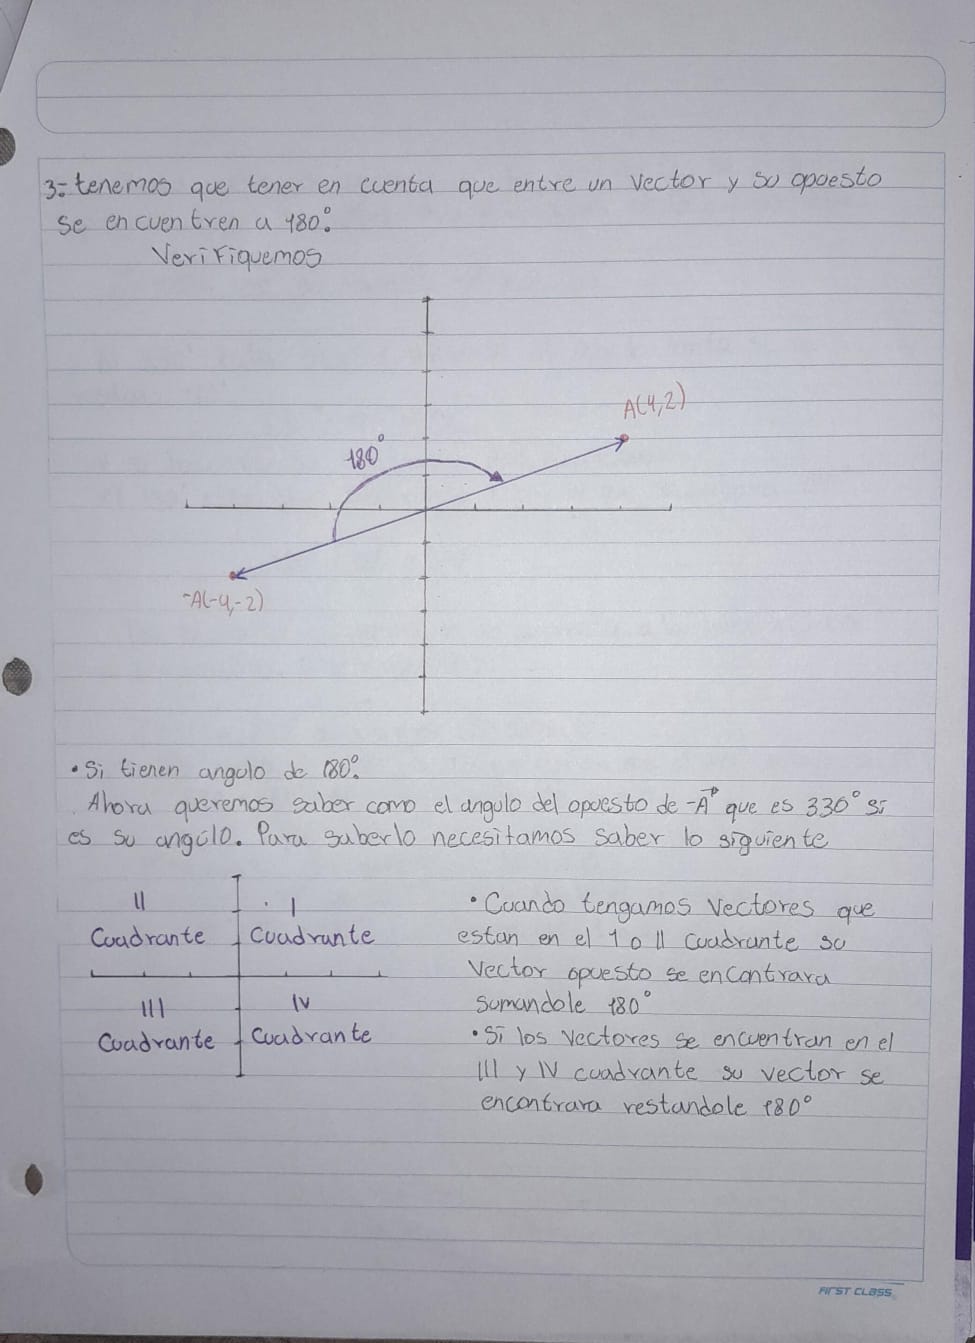 3= tenemos que tener en cuenta que entre un vector y su opuesto
se encuentren a 180°.
Verifiquemos
A(4,2)
180°
-A(-4,-2)
• Si tienen angulo de 180°.
Ahora queremos saber como el angulo del opuesto de -A que es 330° si
es su angulo. Para saberlo necesitamos saber lo siguiente
II
Cuadrante
I
Cuadrante
III
Cuadrante
IV
Cuadrante
• Cuando tengamos vectores que
estan en el 1 o II cuadrante su
vector opuesto se encontrara
sumandole 180°
• Si los vectores se encuentran en el
III y IV cuadrante su vector se
encontrara restandole 180°
FIRST CLASS